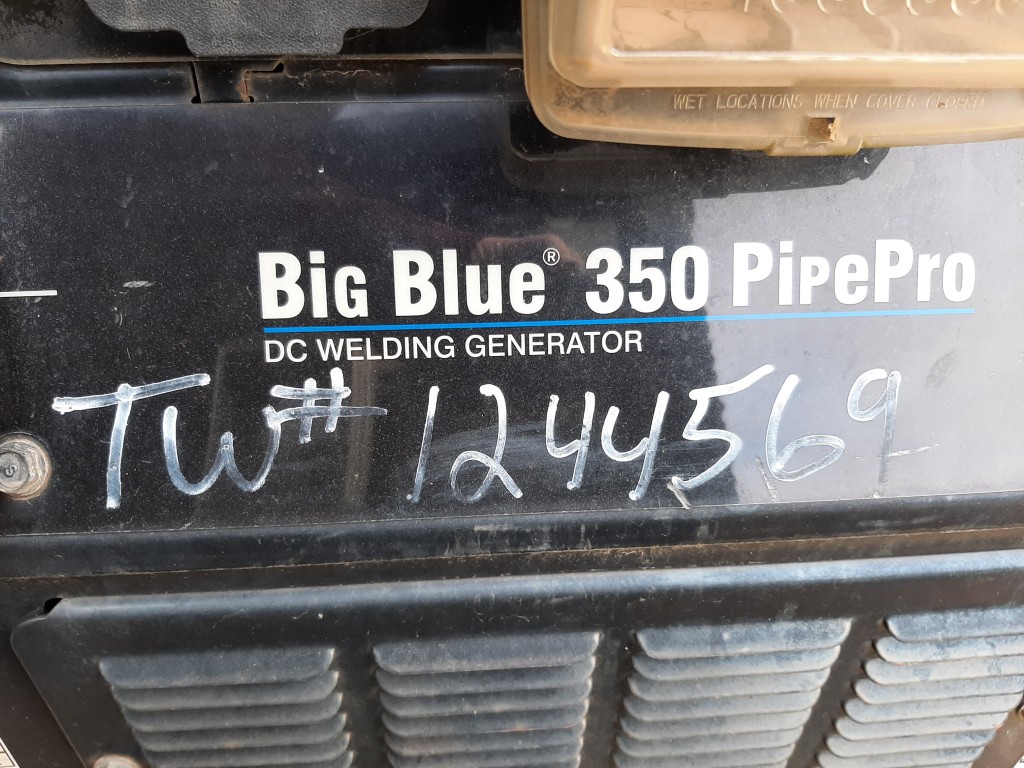 WET LOCATIONS WHEN COVER CLOSED
Big Blue® 350 PipePro
DC WELDING GENERATOR
TW# 1244569